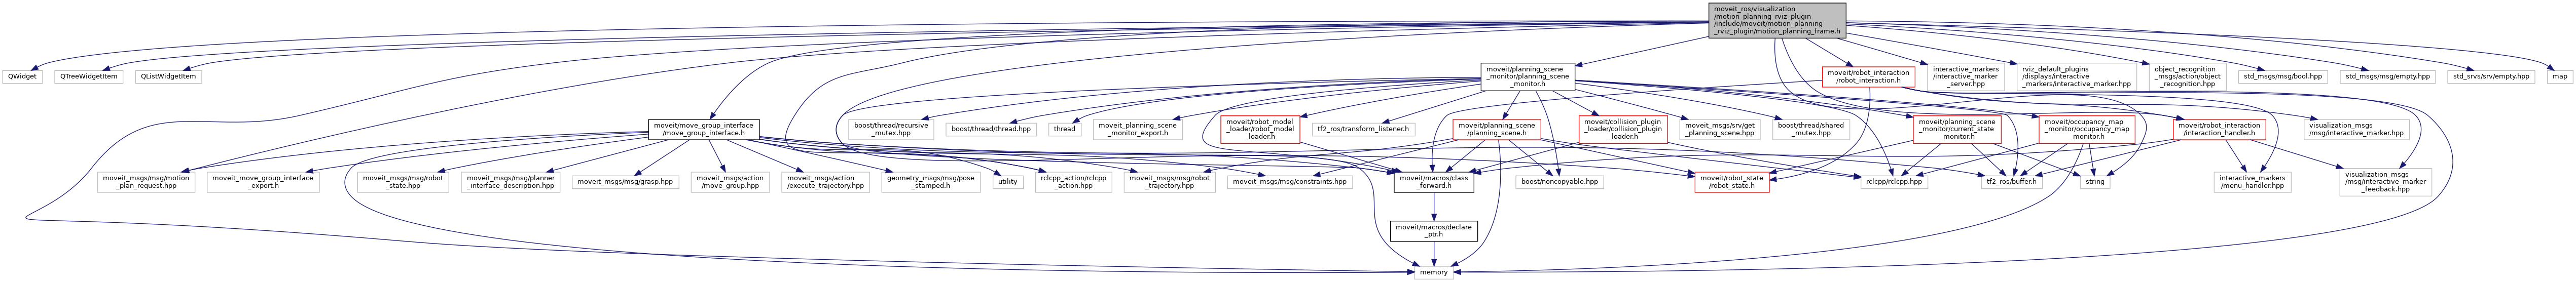 moveit_ros/visualization
/motion_planning_rviz_plugin
/include/moveit/motion_planning
_rviz_plugin/motion_planning_frame.h
QWidget
QTreeWidgetItem
QListWidgetItem
moveit/planning_scene
_monitor/planning_scene
_monitor.h
moveit/robot_interaction
/robot_interaction.h
interactive_markers
/interactive_marker
_server.hpp
rviz_default_plugins
/displays/interactive
_markers/interactive_marker.hpp
object_recognition
_msgs/action/object
_recognition.hpp
std_msgs/msg/bool.hpp
std_msgs/msg/empty.hpp
std_srvs/srv/empty.hpp
map
moveit/move_group_interface
/move_group_interface.h
boost/thread/recursive
_mutex.hpp
boost/thread/thread.hpp
thread
moveit_planning_scene
_monitor_export.h
moveit/robot_model
_loader/robot_model
_loader.h
tf2_ros/transform_listener.h
moveit/planning_scene
/planning_scene.h
moveit/collision_plugin
_loader/collision_plugin
_loader.h
moveit_msgs/srv/get
_planning_scene.hpp
boost/thread/shared
_mutex.hpp
moveit/planning_scene
_monitor/current_state
_monitor.h
moveit/occupancy_map
_monitor/occupancy_map
_monitor.h
moveit/robot_interaction
/interaction_handler.h
visualization_msgs
/msg/interactive_marker.hpp
moveit_msgs/msg/motion
_plan_request.hpp
moveit_move_group_interface
_export.h
moveit_msgs/msg/robot
_state.hpp
moveit_msgs/msg/planner
_interface_description.hpp
moveit_msgs/msg/grasp.hpp
moveit_msgs/action
/move_group.hpp
moveit_msgs/action
/execute_trajectory.hpp
geometry_msgs/msg/pose
_stamped.h
utility
rclcpp_action/rclcpp
_action.hpp
moveit_msgs/msg/robot
_trajectory.hpp
moveit_msgs/msg/constraints.hpp
moveit/macros/class
_forward.h
boost/noncopyable.hpp
moveit/robot_state
/robot_state.h
rclcpp/rclcpp.hpp
tf2_ros/buffer.h
string
interactive_markers
/menu_handler.hpp
visualization_msgs
/msg/interactive_marker
_feedback.hpp
moveit/macros/declare
_ptr.h
memory